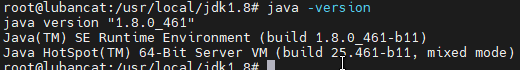 root@lubancat:/usr/local/jdk1.8# java -version
java version "1.8.0_461"
Java(TM) SE Runtime Environment (build 1.8.0_461-b11)
Java HotSpot(TM) 64-Bit Server VM (build 25.461-b11, mixed mode)
root@lubancat:/usr/local/jdk1.8#